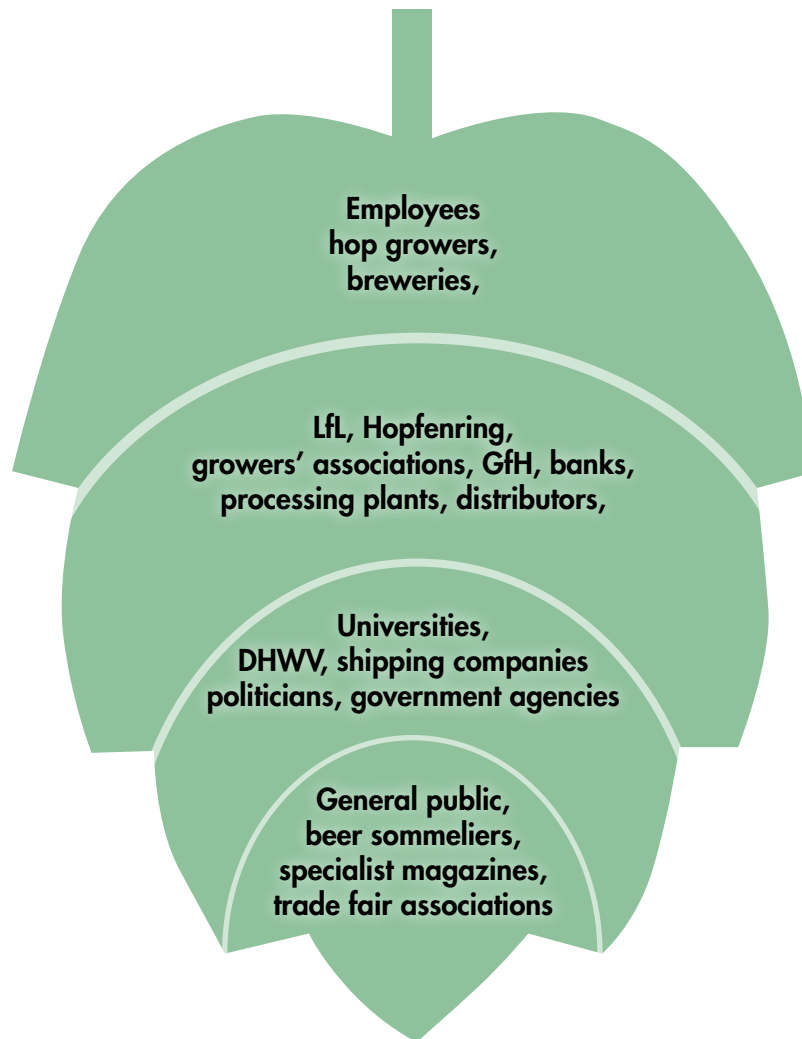 Employees
hop growers,
breweries,
LfL, Hopfenring,
growers’ associations, GfH, banks,
processing plants, distributors,
Universities,
DHWV, shipping companies
politicians, government agencies
General public,
beer sommeliers,
specialist magazines,
trade fair associations